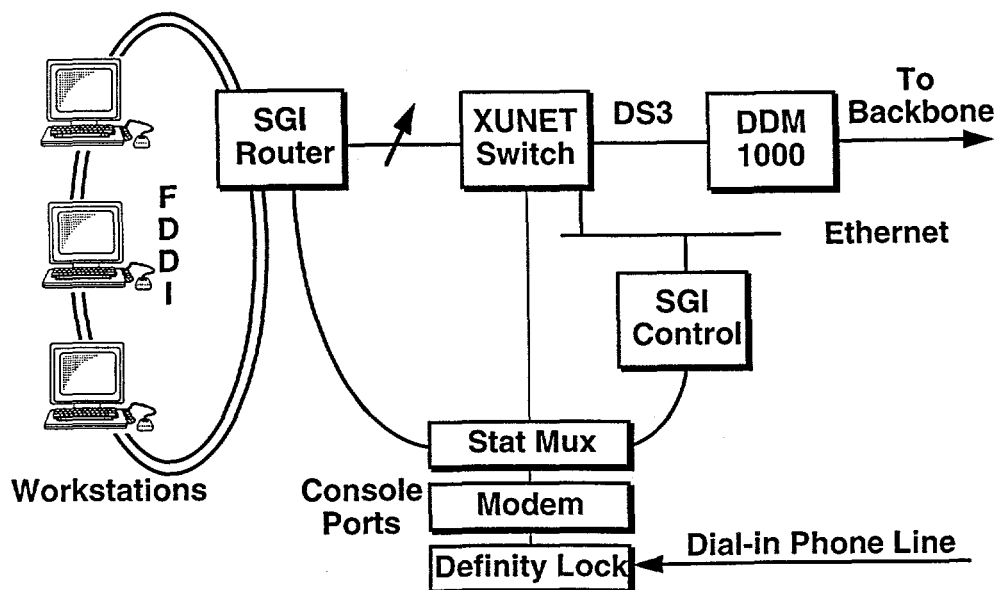 SGI
Router
XUNET
Switch
DS3
DDM
1000
To
Backbone
F
D
D
I
Ethernet
SGI
Control
Workstations
Console
Ports
Stat Mux
Modem
Definity Lock
Dial-in Phone Line